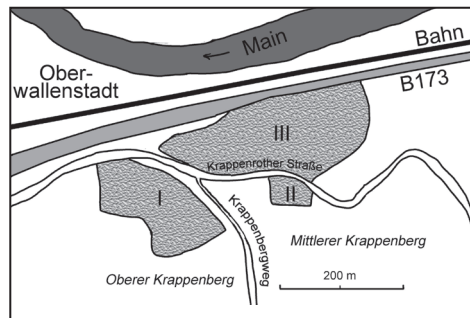 Main
Bahn
Ober-
wallenstadt
B173
III
Krappenrother Straße
I
II
Krappenbergweg
Mittlerer Krappenberg
Oberer Krappenberg
200 m